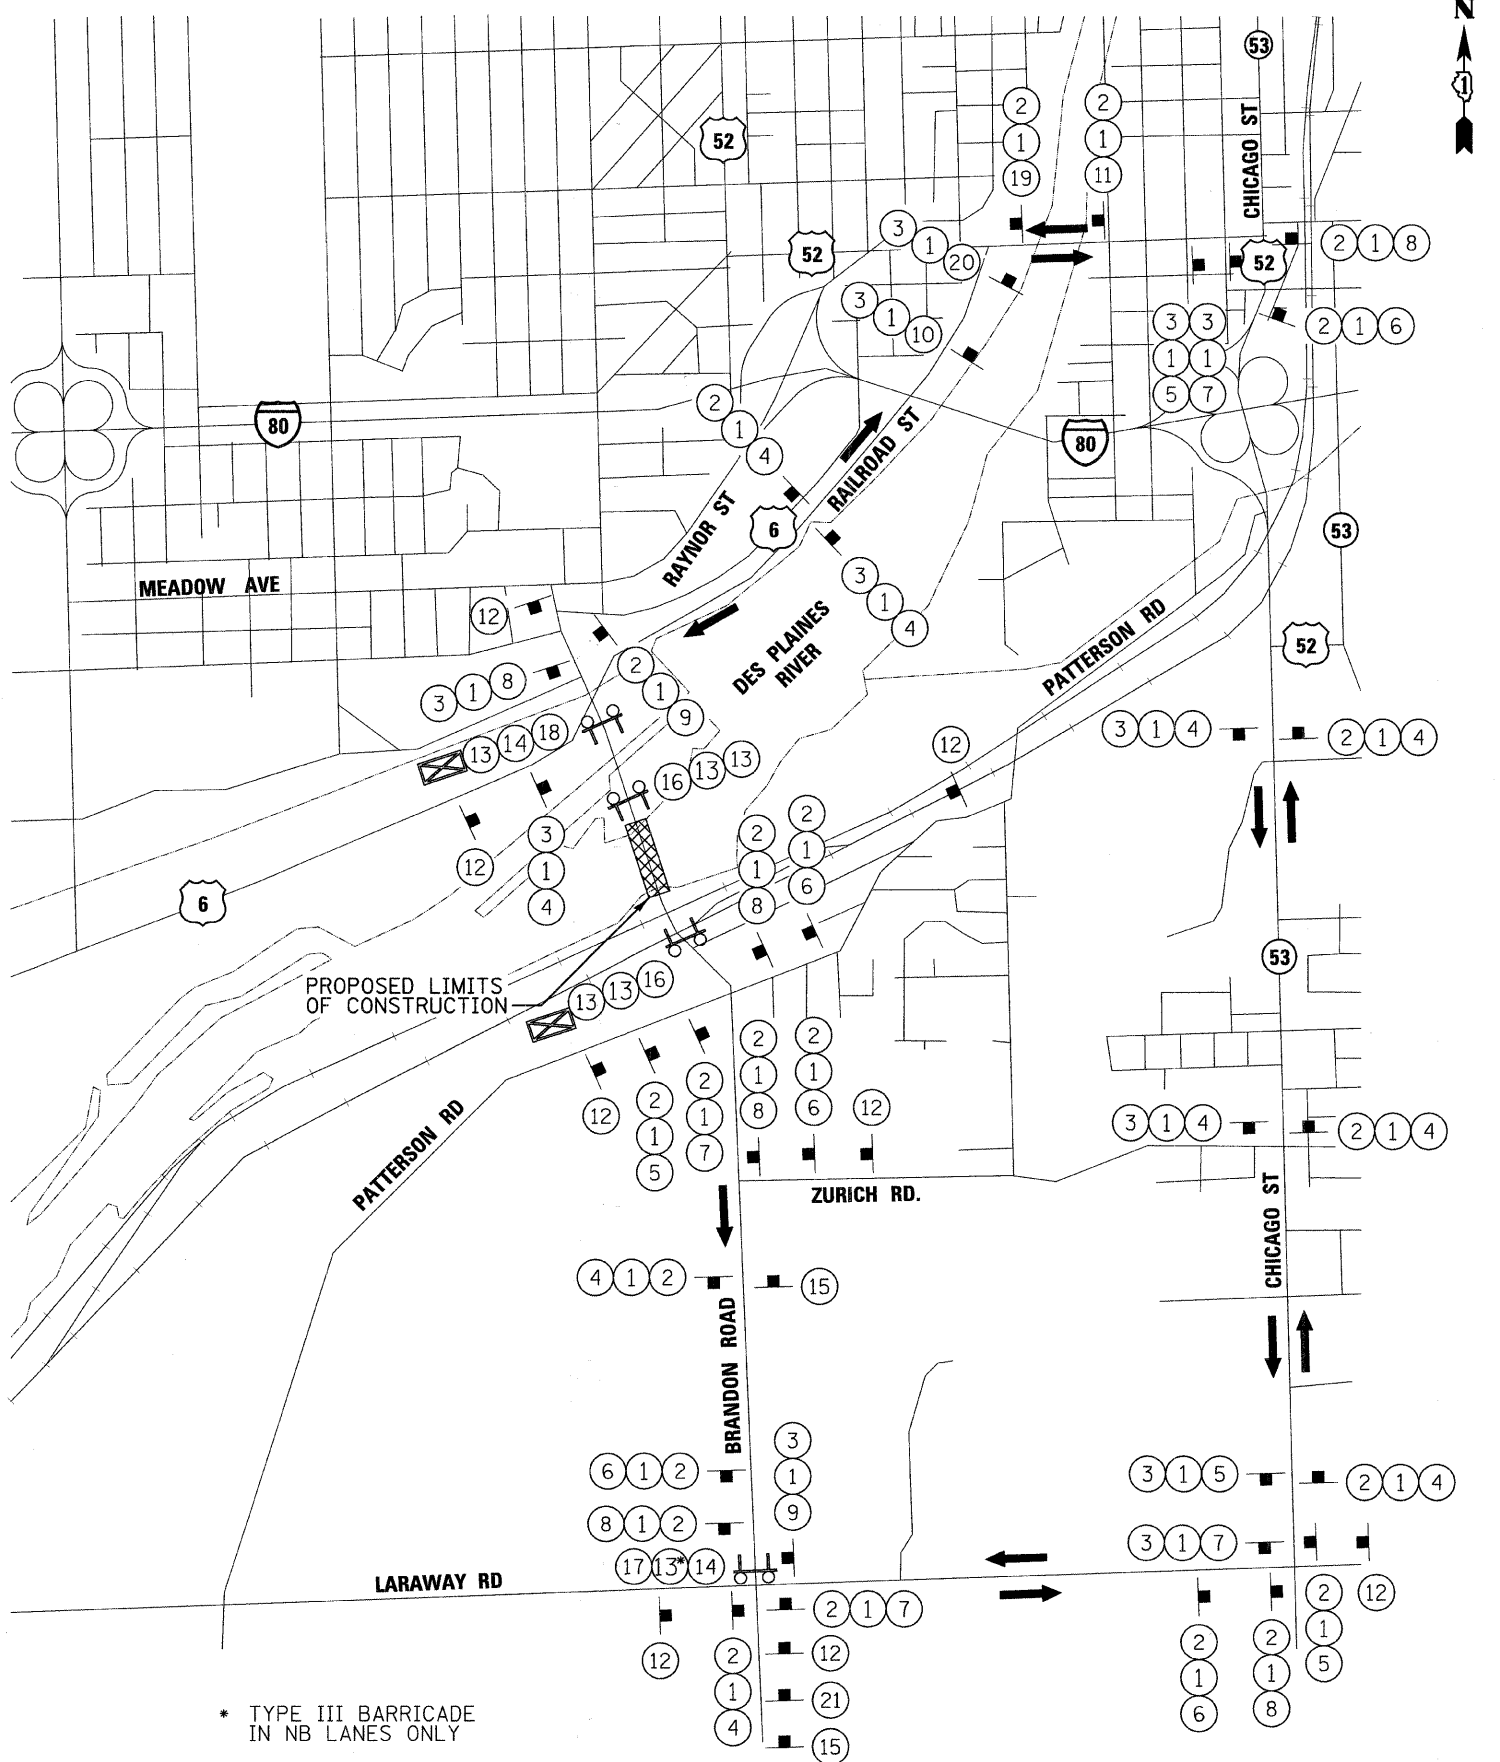 N
1
53
CHICAGO ST
52
2 1 19
2 1 11
52
3 1 20
52
2 1 8
3 1 10
3 1 5
3 1 7
2 1 6
80
2 1 4
80
RAILROAD ST
6
RAYNOR ST
53
MEADOW AVE
12
3 1 4
DES PLAINES
RIVER
PATTERSON RD
52
3 1 8
2 1 9
13 14 18
16 13 13
12
3 1 4
2 1 4
12
3 1 4
2 1 8
2 1 6
6
53
PROPOSED LIMITS
OF CONSTRUCTION
13 13 16
PATTERSON RD
12
2 1 5
2 1 7
2 1 8
2 1 6
12
3 1 4
2 1 4
ZURICH RD.
CHICAGO ST
4 1 2
15
BRANDON ROAD
6 1 2
3 1 9
3 1 5
2 1 4
8 1 2
3 1 7
17 13* 14
LARAWAY RD
2 1 7
12
2 1 4
12
21
15
2 1 6
2 1 8
2 1 5
12
* TYPE III BARRICADE
IN NB LANES ONLY